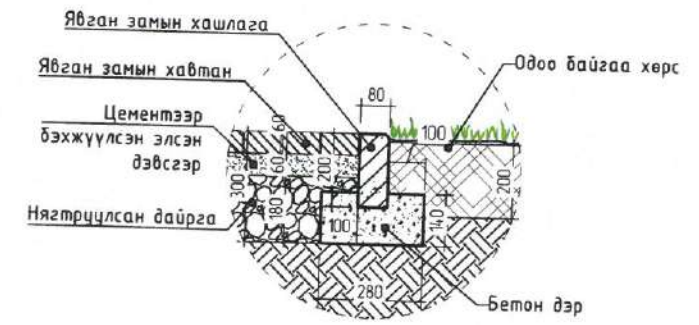 Явган замын хашлага
Явган замын хавтан
Цементээр
бэхжүүлсэн элсэн
дэвсгэр
Нягтруулсан дайрга
Одоо байгаа хөрс
Бетон дэр
80
100
60
60
200
300
180
100
140
200
280